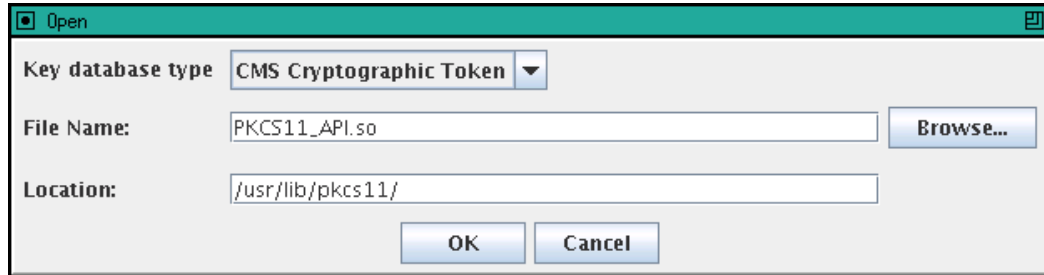 Open
Key database type CMS Cryptographic Token
File Name: PKCS11_API.so Browse...
Location: /usr/lib/pkcs11/
OK Cancel